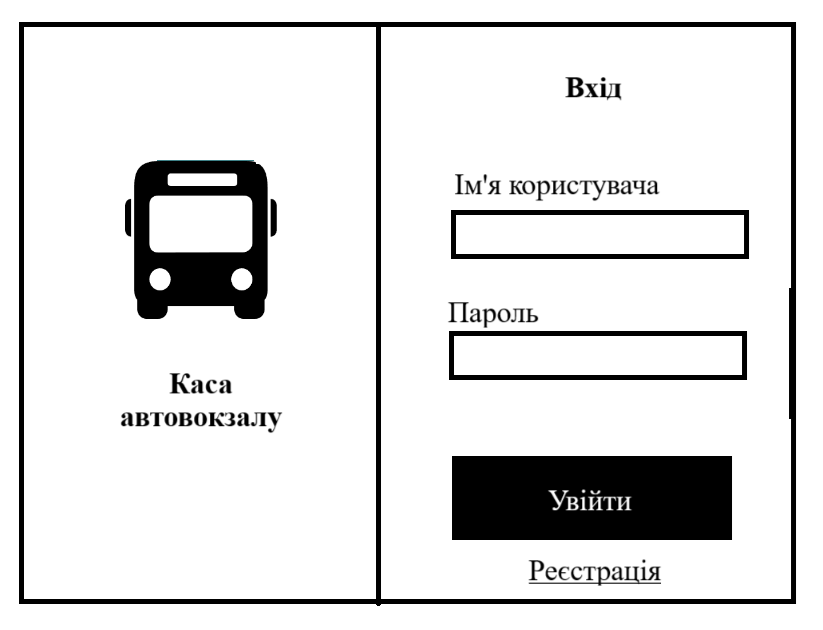 Каса
автовокзалу
Вхід
Ім'я користувача
Пароль
Увійти
Реєстрація